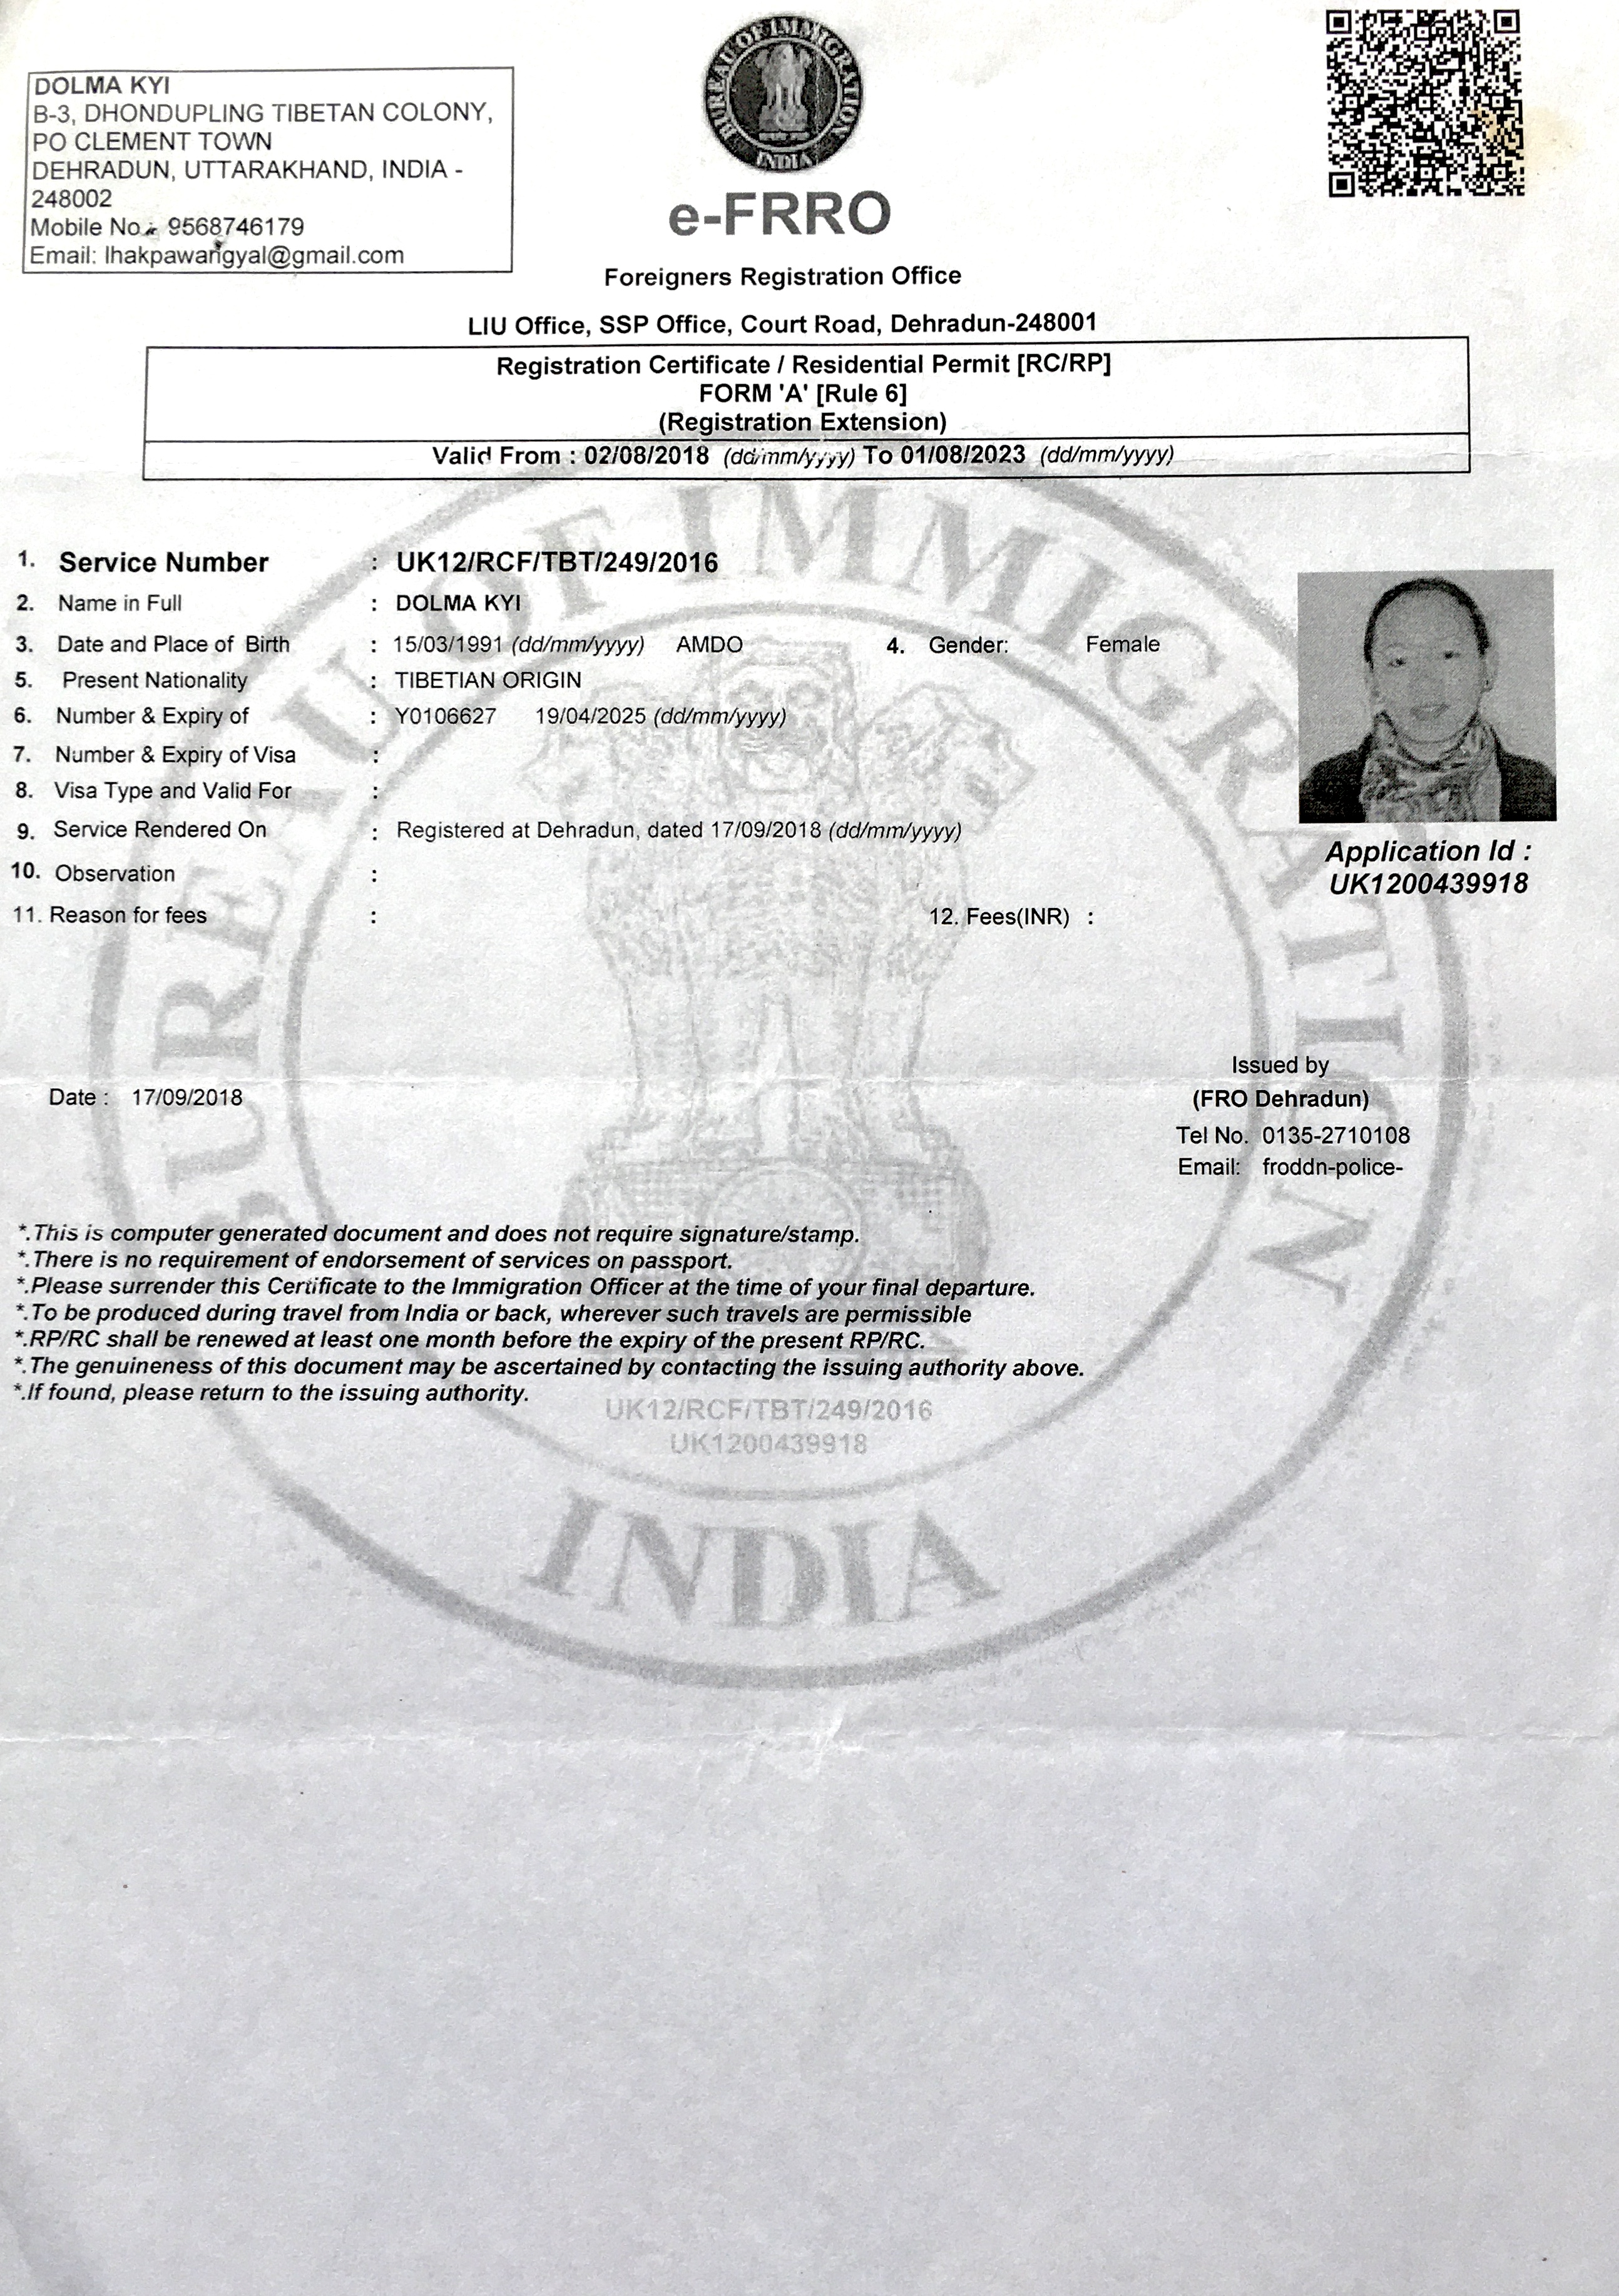 DOLMA KYI
B-3, DHONDUPLING TIBETAN COLONY,
PO CLEMENT TOWN
DEHRADUN, UTTARAKHAND, INDIA -
248002
Mobile No.: 9568746179
Email: lhakpawangyal@gmail.com
BUREAU OF IMMIGRATION
INDIA
e-FRRO
Foreigners Registration Office
LIU Office, SSP Office, Court Road, Dehradun-248001
Registration Certificate / Residential Permit [RC/RP]
FORM 'A' [Rule 6]
(Registration Extension)
Valid From : 02/08/2018 (dd/mm/yyyy) To 01/08/2023 (dd/mm/yyyy)
1. Service Number : UK12/RCF/TBT/249/2016
2. Name in Full : DOLMA KYI
3. Date and Place of Birth : 15/03/1991 (dd/mm/yyyy) AMDO 4. Gender: Female
5. Present Nationality : TIBETIAN ORIGIN
6. Number & Expiry of : Y0106627 19/04/2025 (dd/mm/yyyy)
7. Number & Expiry of Visa :
8. Visa Type and Valid For :
9. Service Rendered On : Registered at Dehradun, dated 17/09/2018 (dd/mm/yyyy)
Application Id :
UK1200439918
10. Observation :
11. Reason for fees : 12. Fees(INR) :
Issued by
Date : 17/09/2018 (FRO Dehradun)
Tel No. 0135-2710108
Email: froddn-police-
*.This is computer generated document and does not require signature/stamp.
*.There is no requirement of endorsement of services on passport.
*.Please surrender this Certificate to the Immigration Officer at the time of your final departure.
*.To be produced during travel from India or back, wherever such travels are permissible
*.RP/RC shall be renewed at least one month before the expiry of the present RP/RC.
*.The genuineness of this document may be ascertained by contacting the issuing authority above.
*.If found, please return to the issuing authority.
UK12/RCF/TBT/249/2016
UK1200439918
BUREAU OF IMMIGRATION
INDIA